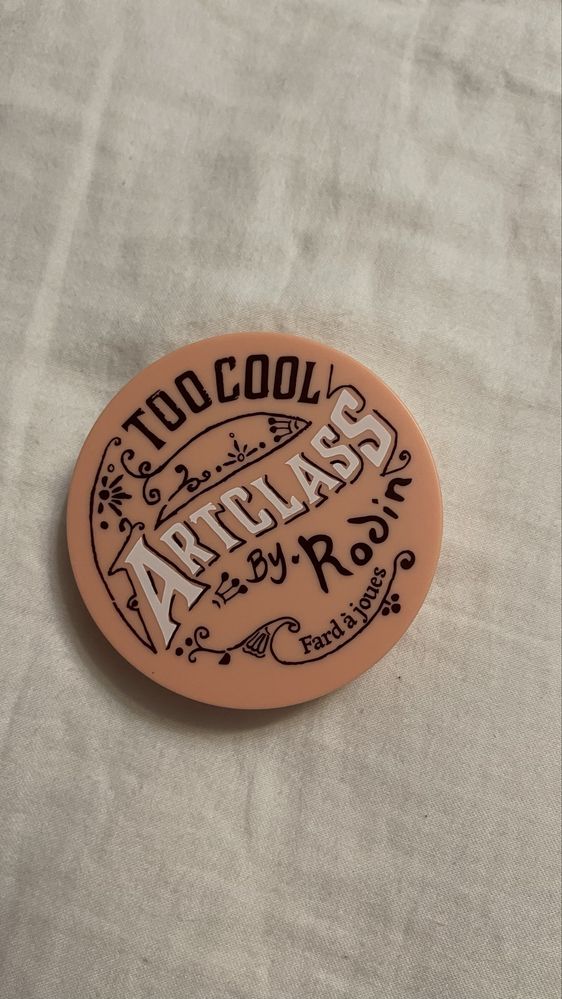 TOO COOL
ARTCLASS
By. Rodin
Fard à joues